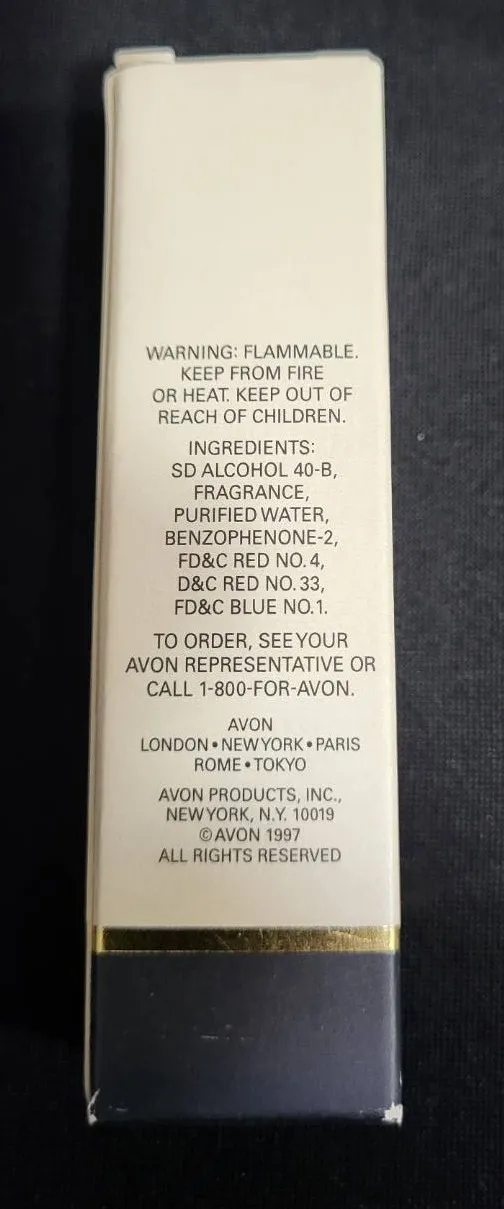 WARNING: FLAMMABLE.
KEEP FROM FIRE
OR HEAT. KEEP OUT OF
REACH OF CHILDREN.
INGREDIENTS:
SD ALCOHOL 40-B,
FRAGRANCE,
PURIFIED WATER,
BENZOPHENONE-2,
FD&C RED NO. 4,
D&C RED NO. 33,
FD&C BLUE NO. 1.
TO ORDER, SEE YOUR
AVON REPRESENTATIVE OR
CALL 1-800-FOR-AVON.
AVON
LONDON • NEW YORK • PARIS
ROME • TOKYO
AVON PRODUCTS, INC.,
NEW YORK, N.Y. 10019
© AVON 1997
ALL RIGHTS RESERVED